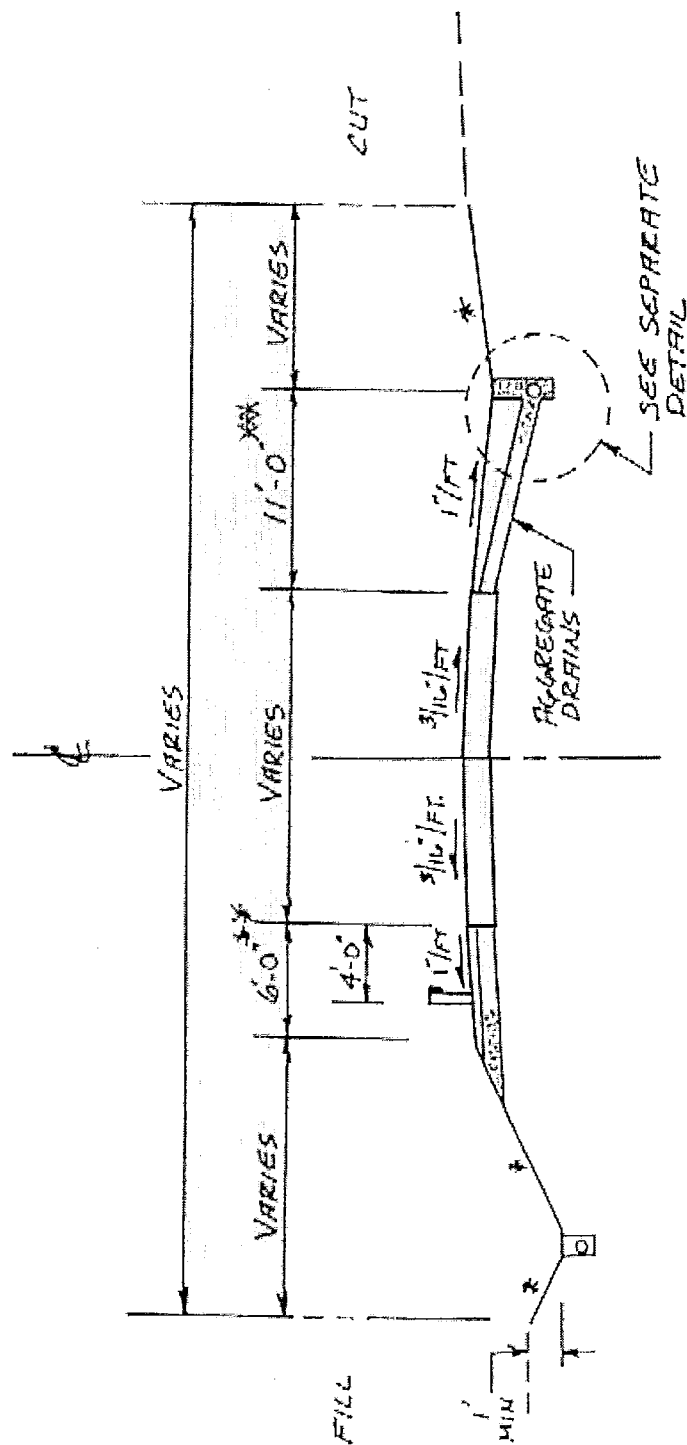 ℄
VARIES
VARIES
6'-0" **
VARIES
11'-0" ***
VARIES
4'-0"
FILL
CUT
1"/FT
3/16"/FT.
3/16"/FT
1"/FT
*
*
*
1'
MIN
AGGREGATE
DRAINS
SEE SEPARATE
DETAIL